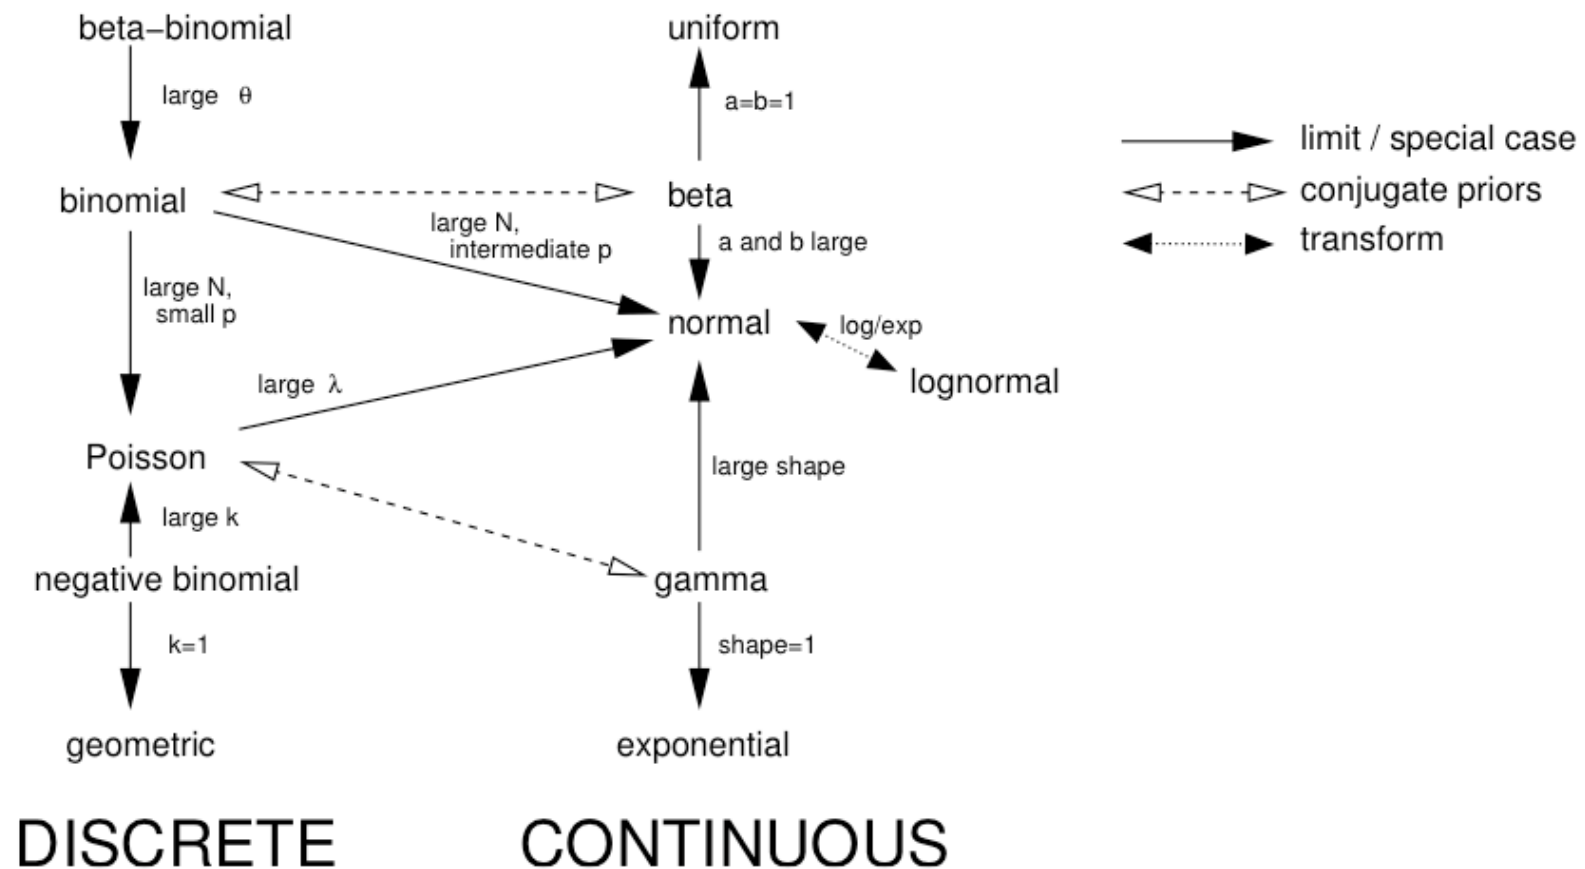 beta–binomial
uniform
large θ
a=b=1
limit / special case
conjugate priors
transform
binomial
beta
large N,
intermediate p
a and b large
large N,
small p
normal
log/exp
lognormal
large λ
Poisson
large shape
large k
negative binomial
gamma
k=1
shape=1
geometric
exponential
DISCRETE
CONTINUOUS